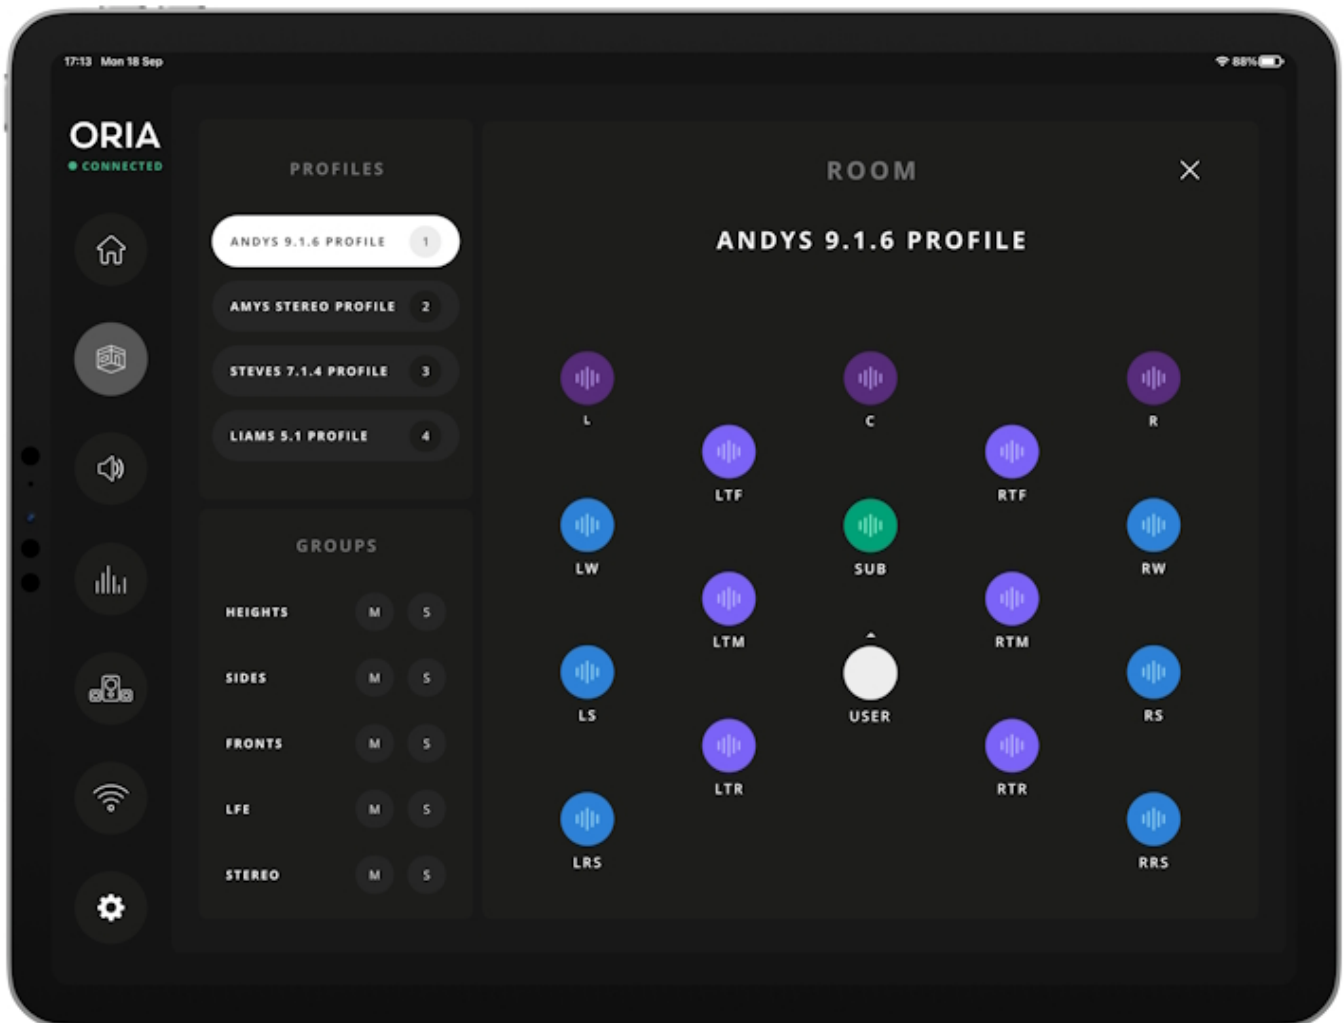 17:13 Mon 18 Sep
88%
ORIA
CONNECTED
PROFILES
ANDYS 9.1.6 PROFILE 1
AMYS STEREO PROFILE 2
STEVES 7.1.4 PROFILE 3
LIAMS 5.1 PROFILE 4
GROUPS
HEIGHTS M S
SIDES M S
FRONTS M S
LFE M S
STEREO M S
ROOM
ANDYS 9.1.6 PROFILE
L C R
LTF RTF
LW SUB RW
LTM RTM
LS USER RS
LTR RTR
LRS RRS